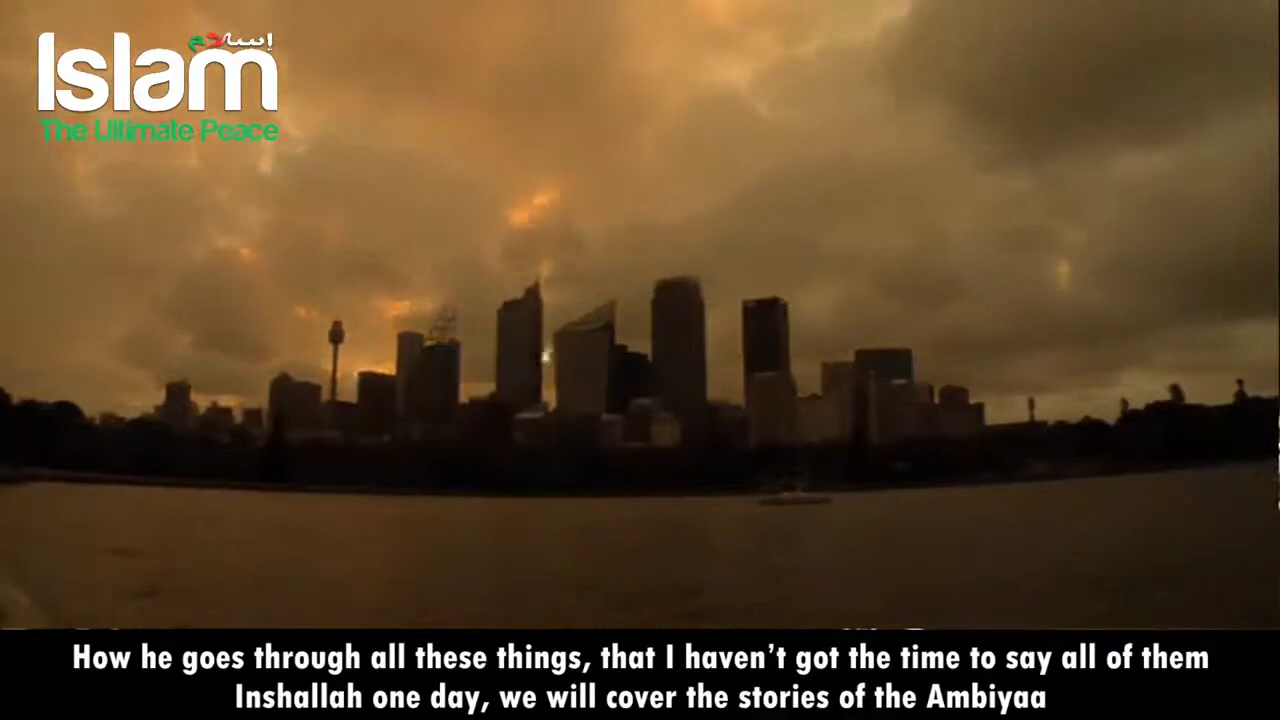 إسلام
Islam
The Ultimate Peace
How he goes through all these things, that I haven't got the time to say all of them
Inshallah one day, we will cover the stories of the Ambiyaa